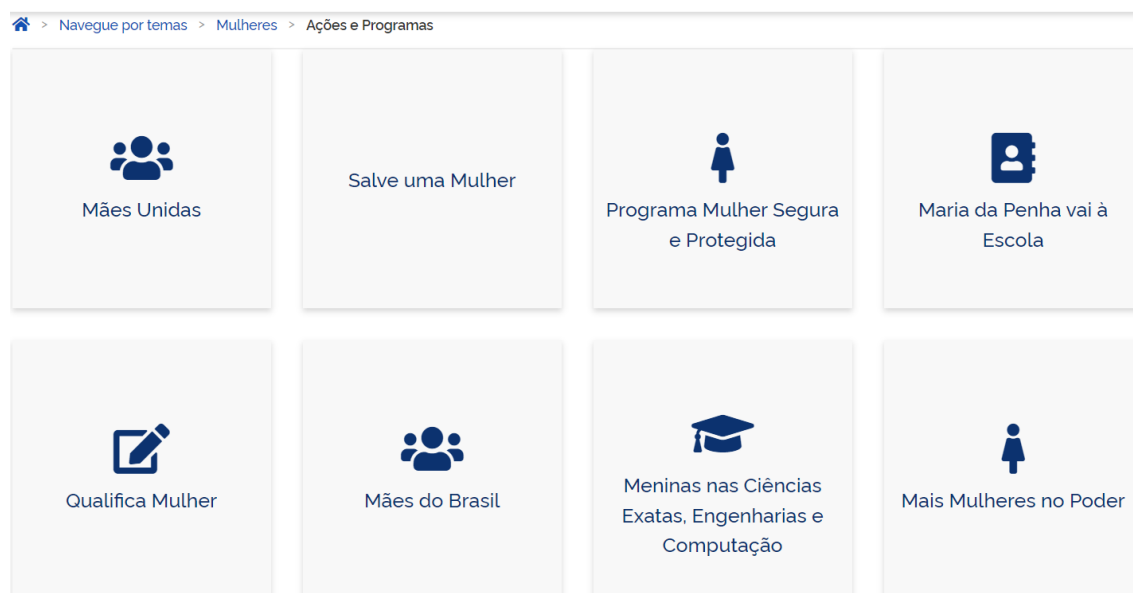 > Navegue por temas > Mulheres > Ações e Programas
Mães Unidas
Salve uma Mulher
Programa Mulher Segura
e Protegida
Maria da Penha vai à
Escola
Qualifica Mulher
Mães do Brasil
Meninas nas Ciências
Exatas, Engenharias e
Computação
Mais Mulheres no Poder